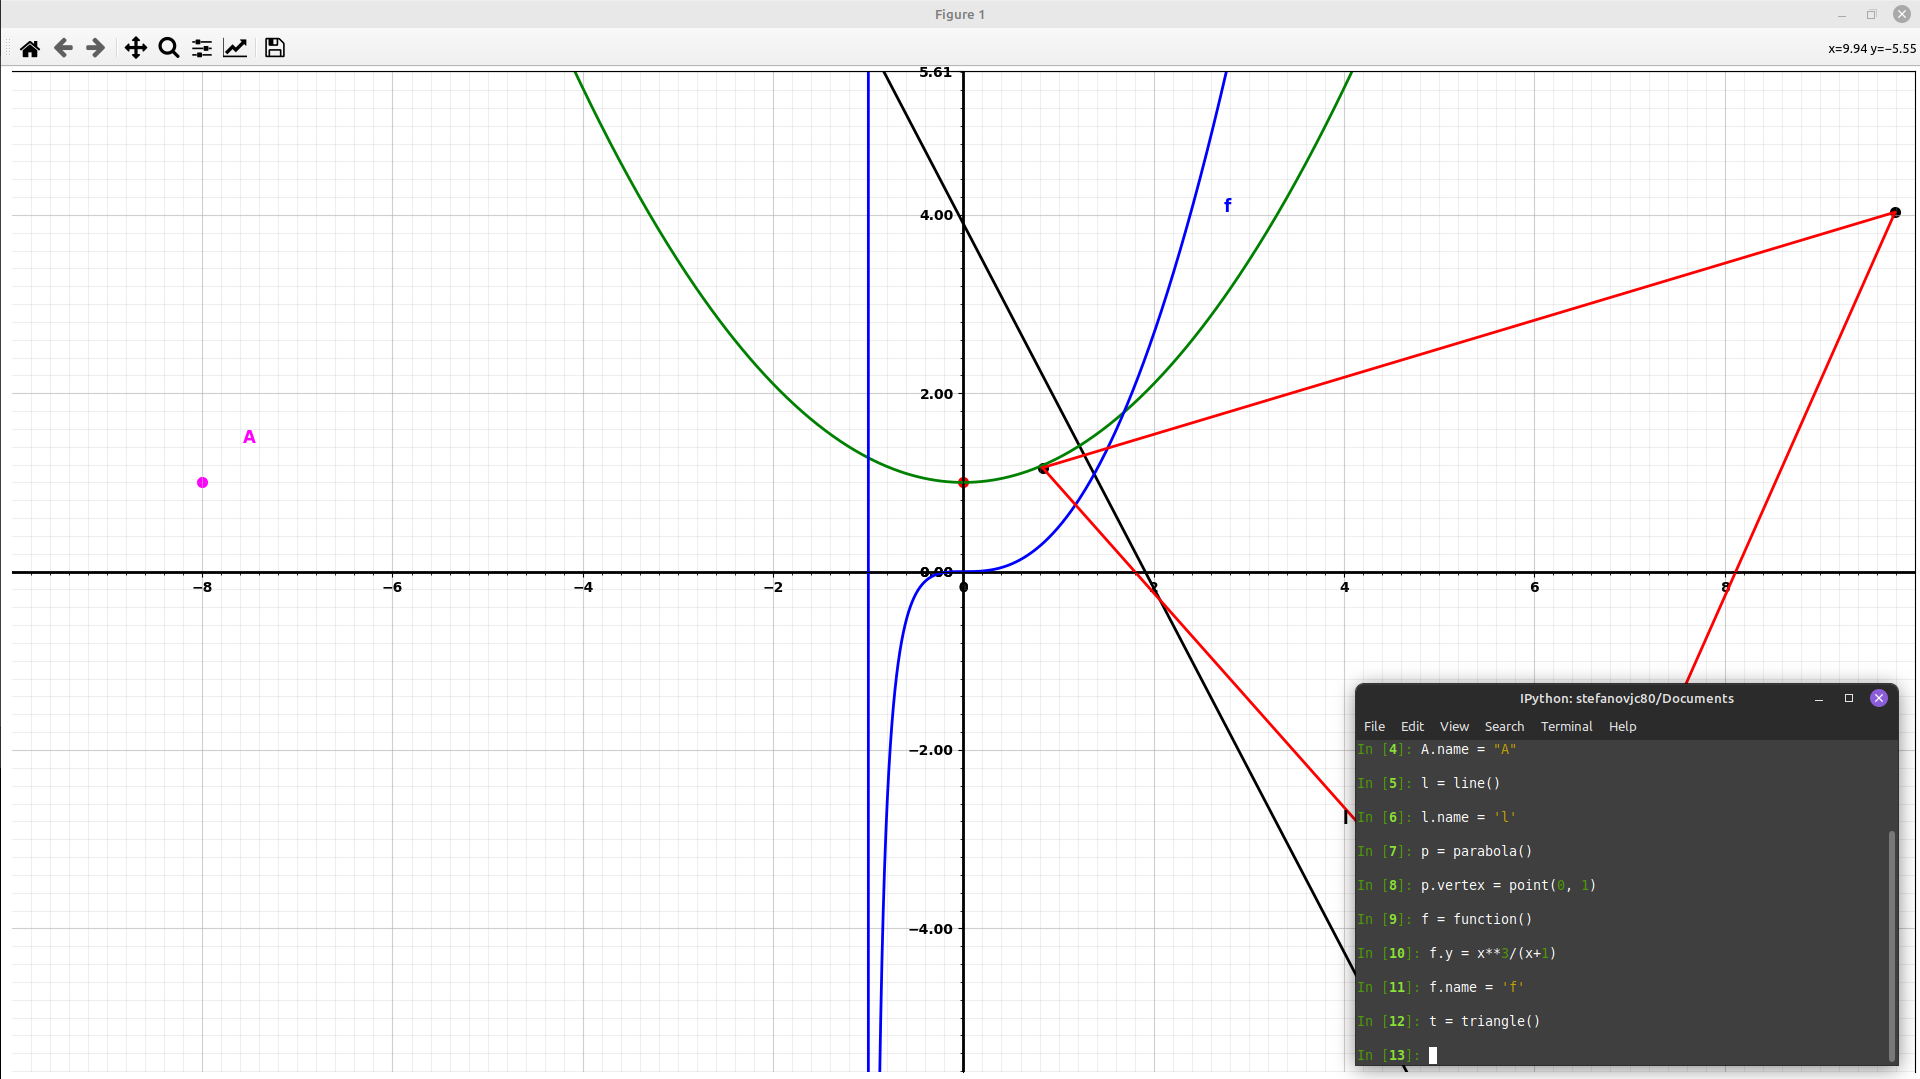 Figure 1
x=9.94 y=−5.55
5.61
f
4.00
2.00
A
0.00
−8 −6 −4 −2 0 2 4 6 8
−2.00
l
−4.00
IPython: stefanovjc80/Documents
File Edit View Search Terminal Help
In [4]: A.name = "A"
In [5]: l = line()
In [6]: l.name = 'l'
In [7]: p = parabola()
In [8]: p.vertex = point(0, 1)
In [9]: f = function()
In [10]: f.y = x**3/(x+1)
In [11]: f.name = 'f'
In [12]: t = triangle()
In [13]: